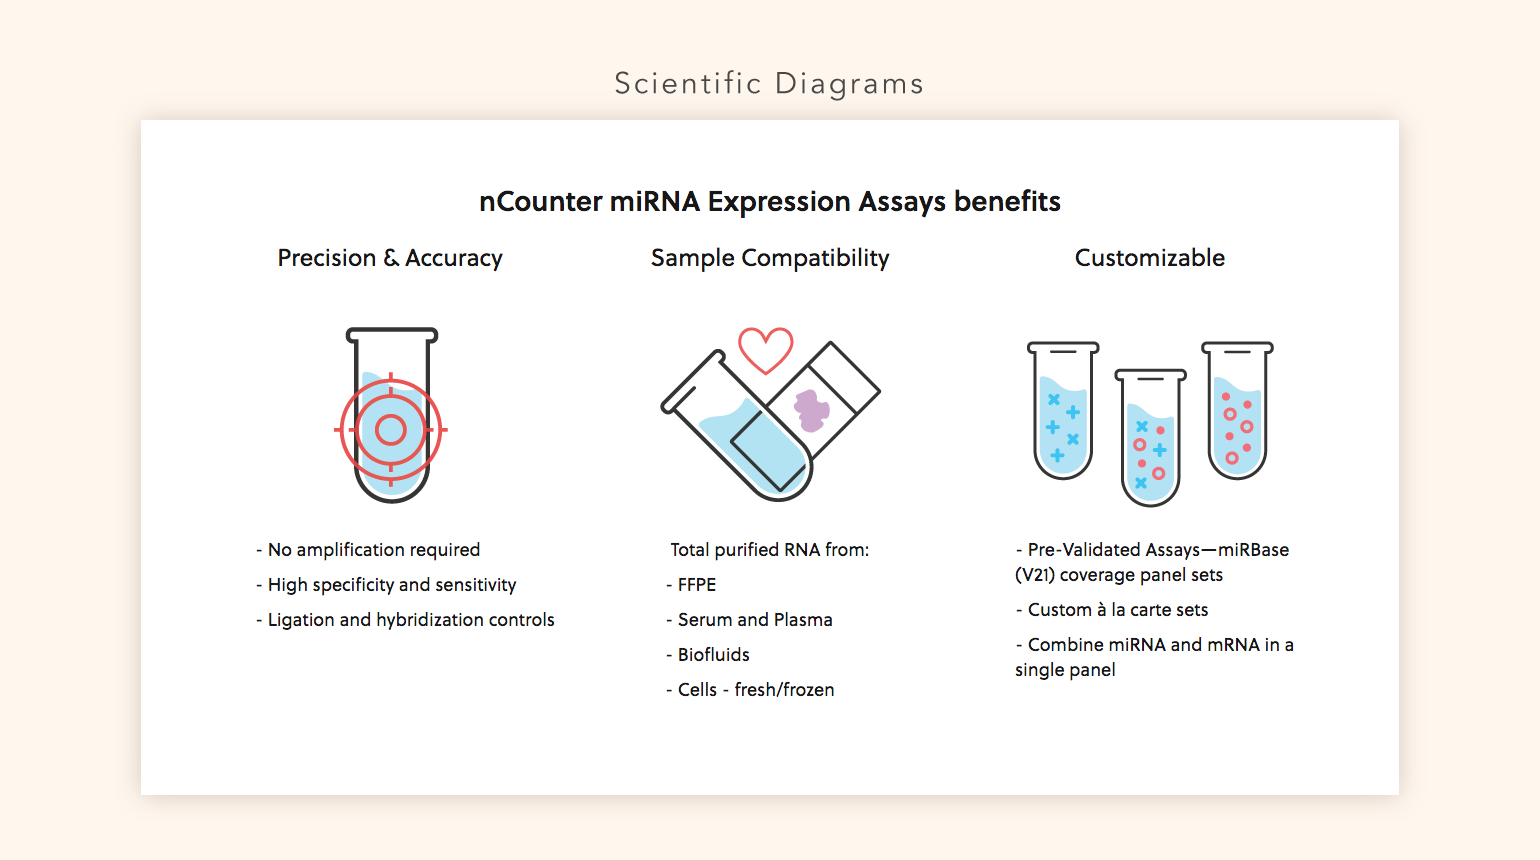 Scientific Diagrams
nCounter miRNA Expression Assays benefits
Precision & Accuracy
- No amplification required
- High specificity and sensitivity
- Ligation and hybridization controls
Sample Compatibility
Total purified RNA from:
- FFPE
- Serum and Plasma
- Biofluids
- Cells - fresh/frozen
Customizable
- Pre-Validated Assays—miRBase
(V21) coverage panel sets
- Custom à la carte sets
- Combine miRNA and mRNA in a
single panel